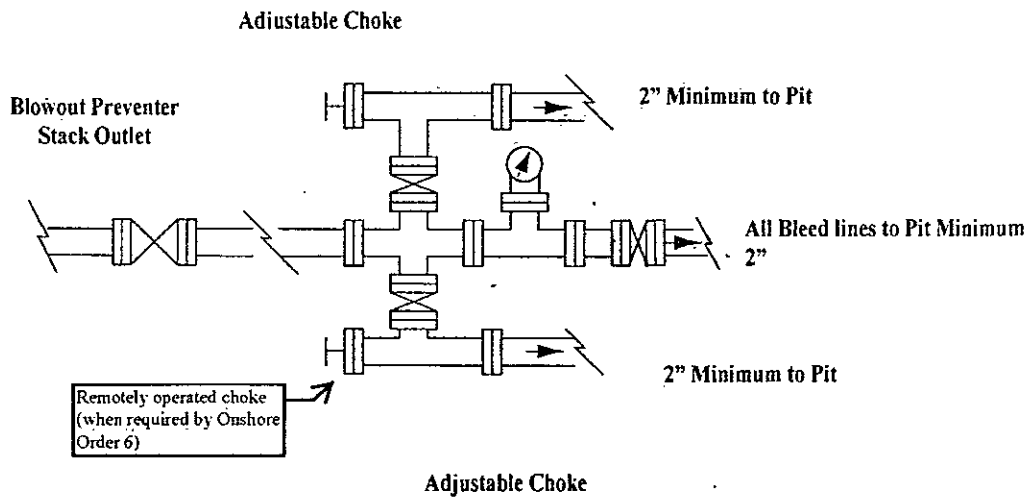 Adjustable Choke
Blowout Preventer
Stack Outlet
2" Minimum to Pit
All Bleed lines to Pit Minimum
2"
2" Minimum to Pit
Remotely operated choke
(when required by Onshore
Order 6)
Adjustable Choke